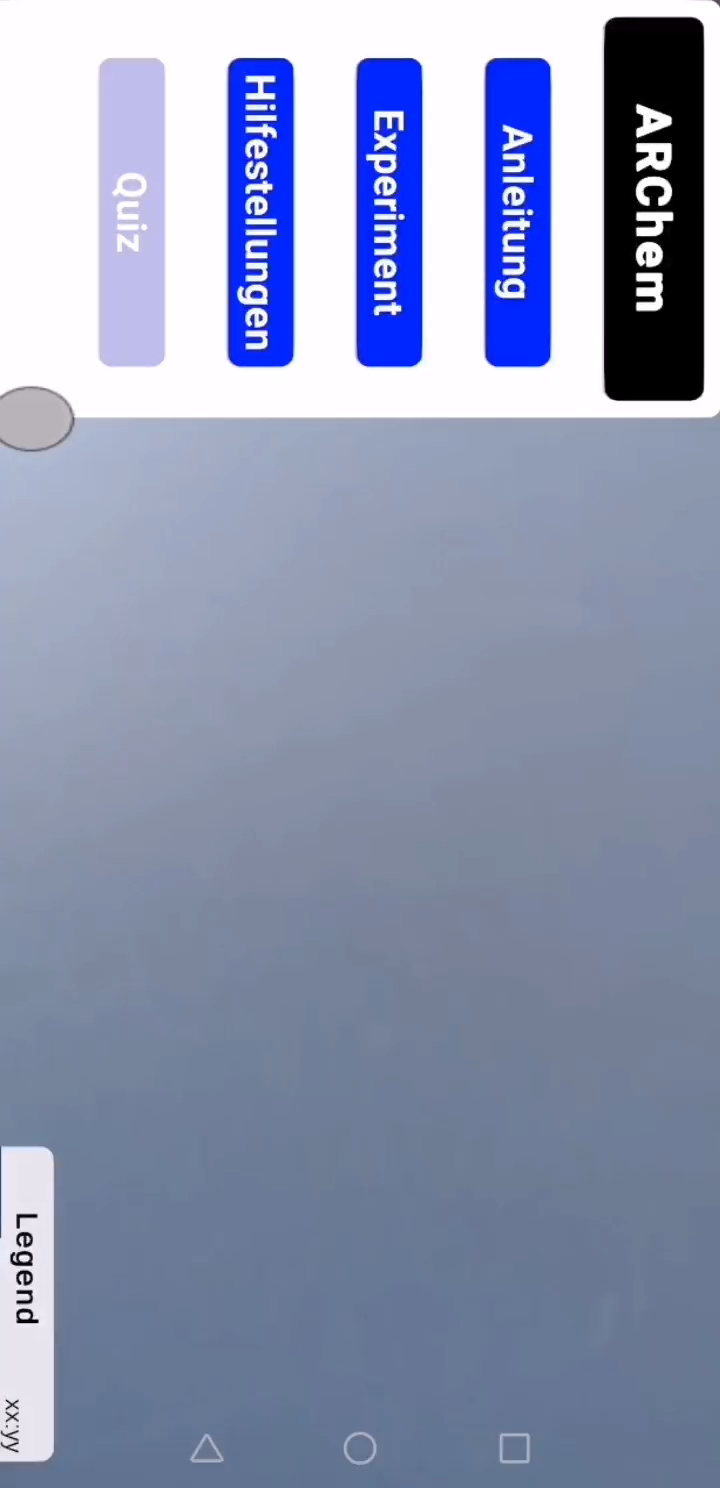 ARChem
Anleitung
Experiment
Hilfestellungen
Quiz
Legend
xx:yy